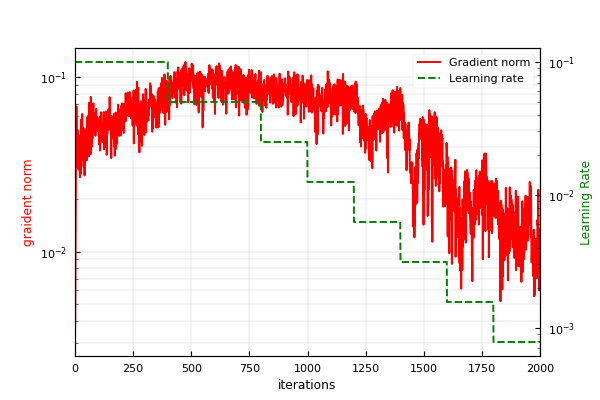 Gradient norm
Learning rate
10⁻¹
10⁻²
graident norm
10⁻¹
10⁻²
10⁻³
Learning Rate
0 250 500 750 1000 1250 1500 1750 2000
iterations